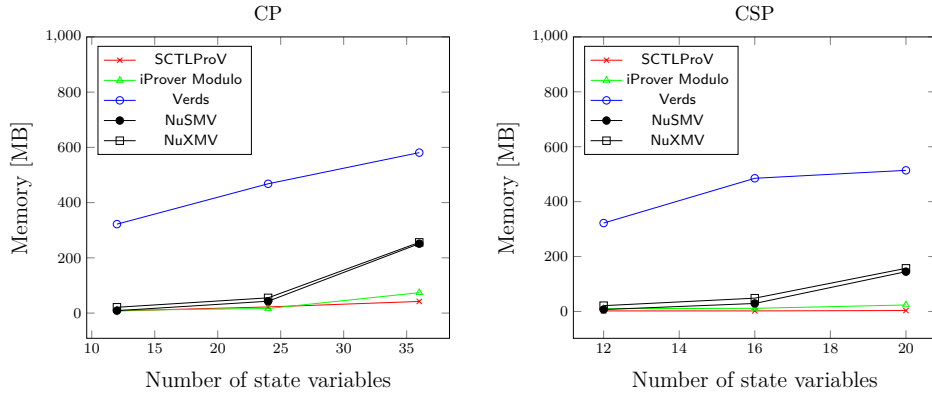 CP
1,000
800
600
400
200
0
Memory [MB]
SCTLProV
iProver Modulo
Verds
NuSMV
NuXMV
10 15 20 25 30 35
Number of state variables
CSP
1,000
800
600
400
200
0
Memory [MB]
SCTLProV
iProver Modulo
Verds
NuSMV
NuXMV
12 14 16 18 20
Number of state variables